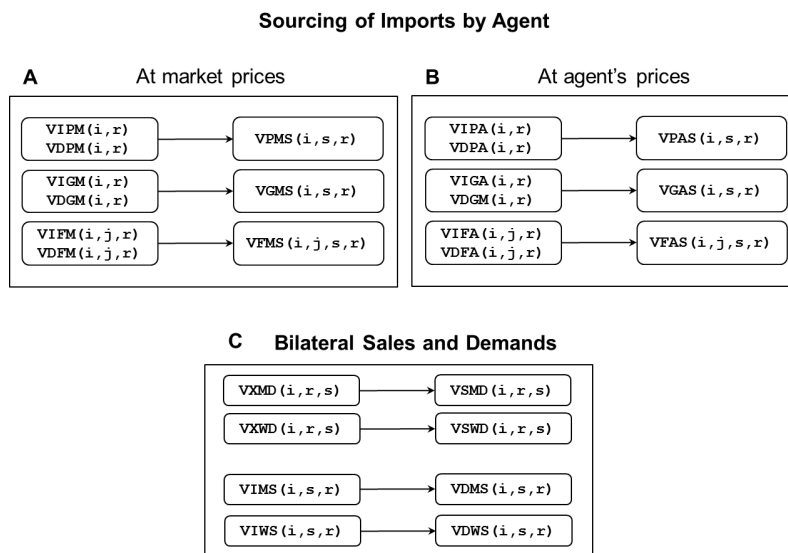 Sourcing of Imports by Agent
A At market prices
VIPM(i,r)
VDPM(i,r)
VPMS(i,s,r)
VIGM(i,r)
VDGM(i,r)
VGMS(i,s,r)
VIFM(i,j,r)
VDFM(i,j,r)
VFMS(i,j,s,r)
B At agent's prices
VIPA(i,r)
VDPA(i,r)
VPAS(i,s,r)
VIGA(i,r)
VDGM(i,r)
VGAS(i,s,r)
VIFA(i,j,r)
VDFA(i,j,r)
VFAS(i,j,s,r)
C Bilateral Sales and Demands
VXMD(i,r,s)
VSMD(i,r,s)
VXWD(i,r,s)
VSWD(i,r,s)
VIMS(i,s,r)
VDMS(i,s,r)
VIWS(i,s,r)
VDWS(i,s,r)